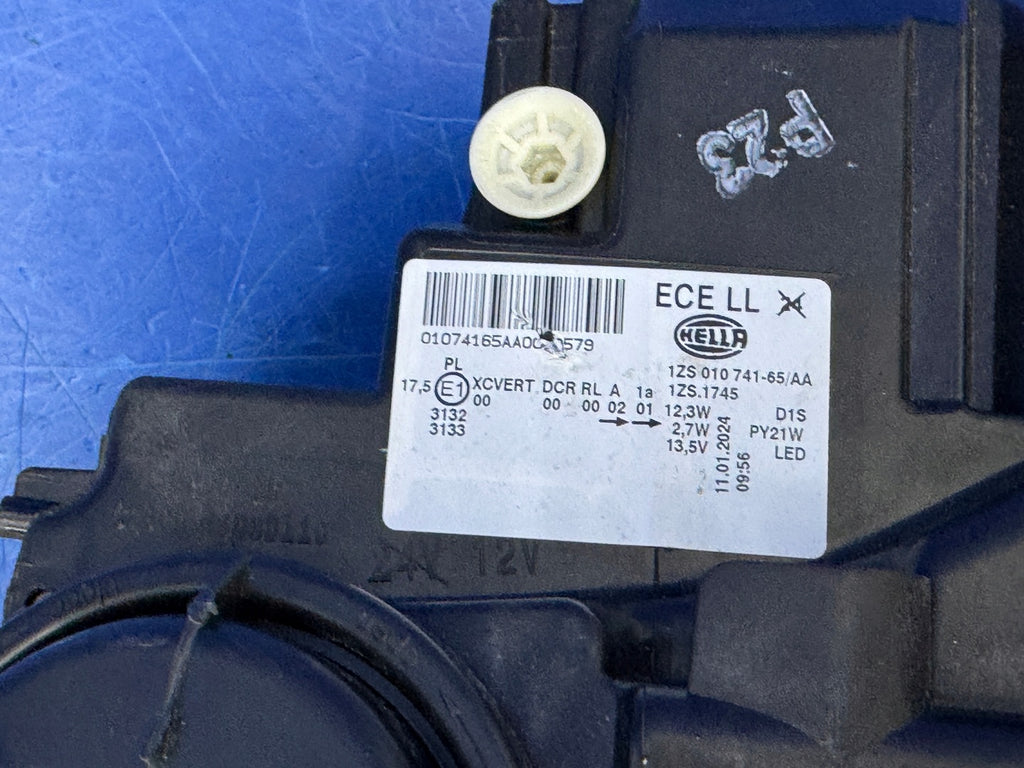 ECE LL
HELLA
01074165AA0 0579
1ZS 010 741-65/AA
1ZS.1745
PL
17,5 E1 XCVERT DCR RL A 1a
00 00 00 02 01
3132
3133
12,3W D1S
2,7W PY21W
13,5V LED
11.01.2024
09:56
12V